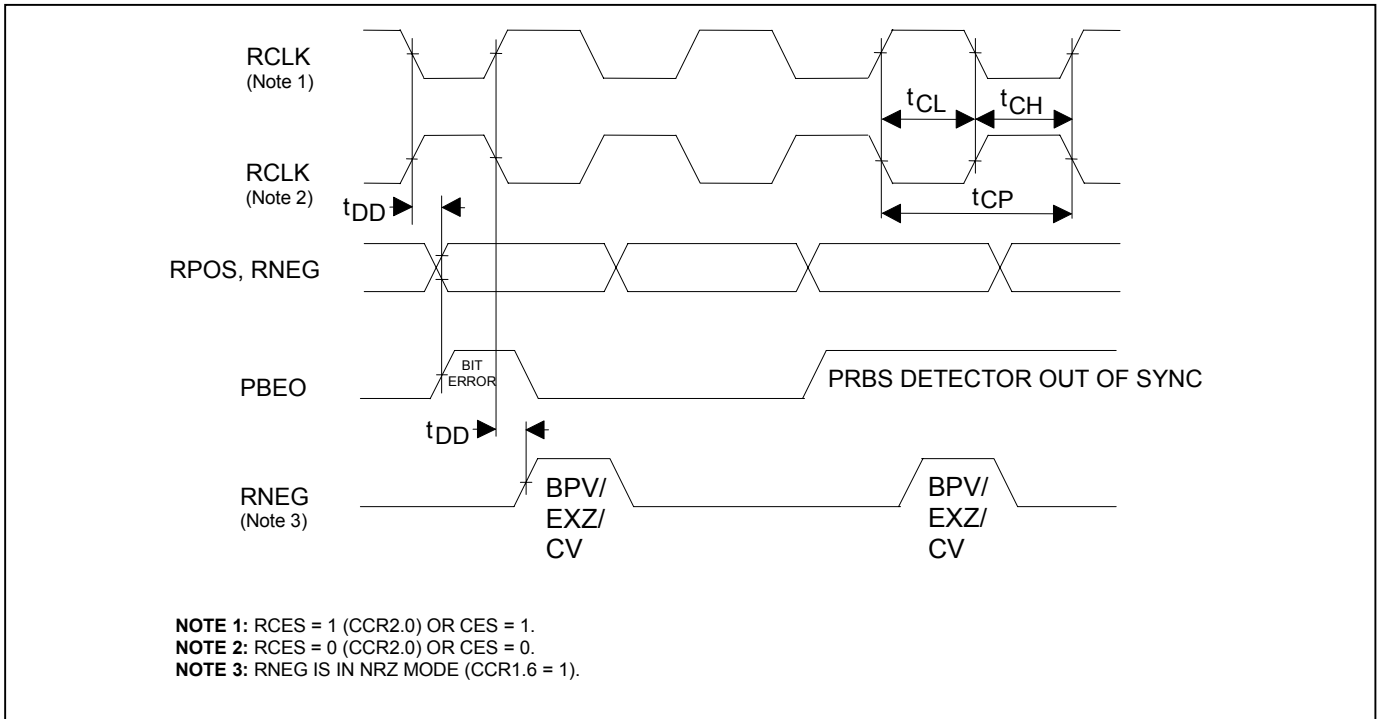 RCLK
(Note 1)
tCL
tCH
RCLK
(Note 2)
tCP
tDD
RPOS, RNEG
PBEO
BIT
ERROR
PRBS DETECTOR OUT OF SYNC
tDD
RNEG
(Note 3)
BPV/
EXZ/
CV
BPV/
EXZ/
CV
NOTE 1: RCES = 1 (CCR2.0) OR CES = 1.
NOTE 2: RCES = 0 (CCR2.0) OR CES = 0.
NOTE 3: RNEG IS IN NRZ MODE (CCR1.6 = 1).